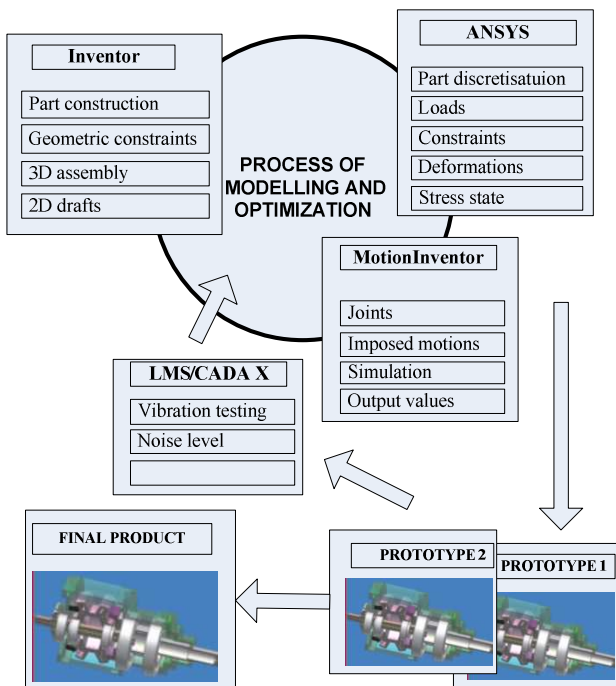 Inventor
Part construction
Geometric constraints
3D assembly
2D drafts
ANSYS
Part discretisatuion
Loads
Constraints
Deformations
Stress state
PROCESS OF
MODELLING AND
OPTIMIZATION
MotionInventor
Joints
Imposed motions
Simulation
Output values
LMS/CADA X
Vibration testing
Noise level
FINAL PRODUCT
PROTOTYPE 2
PROTOTYPE 1